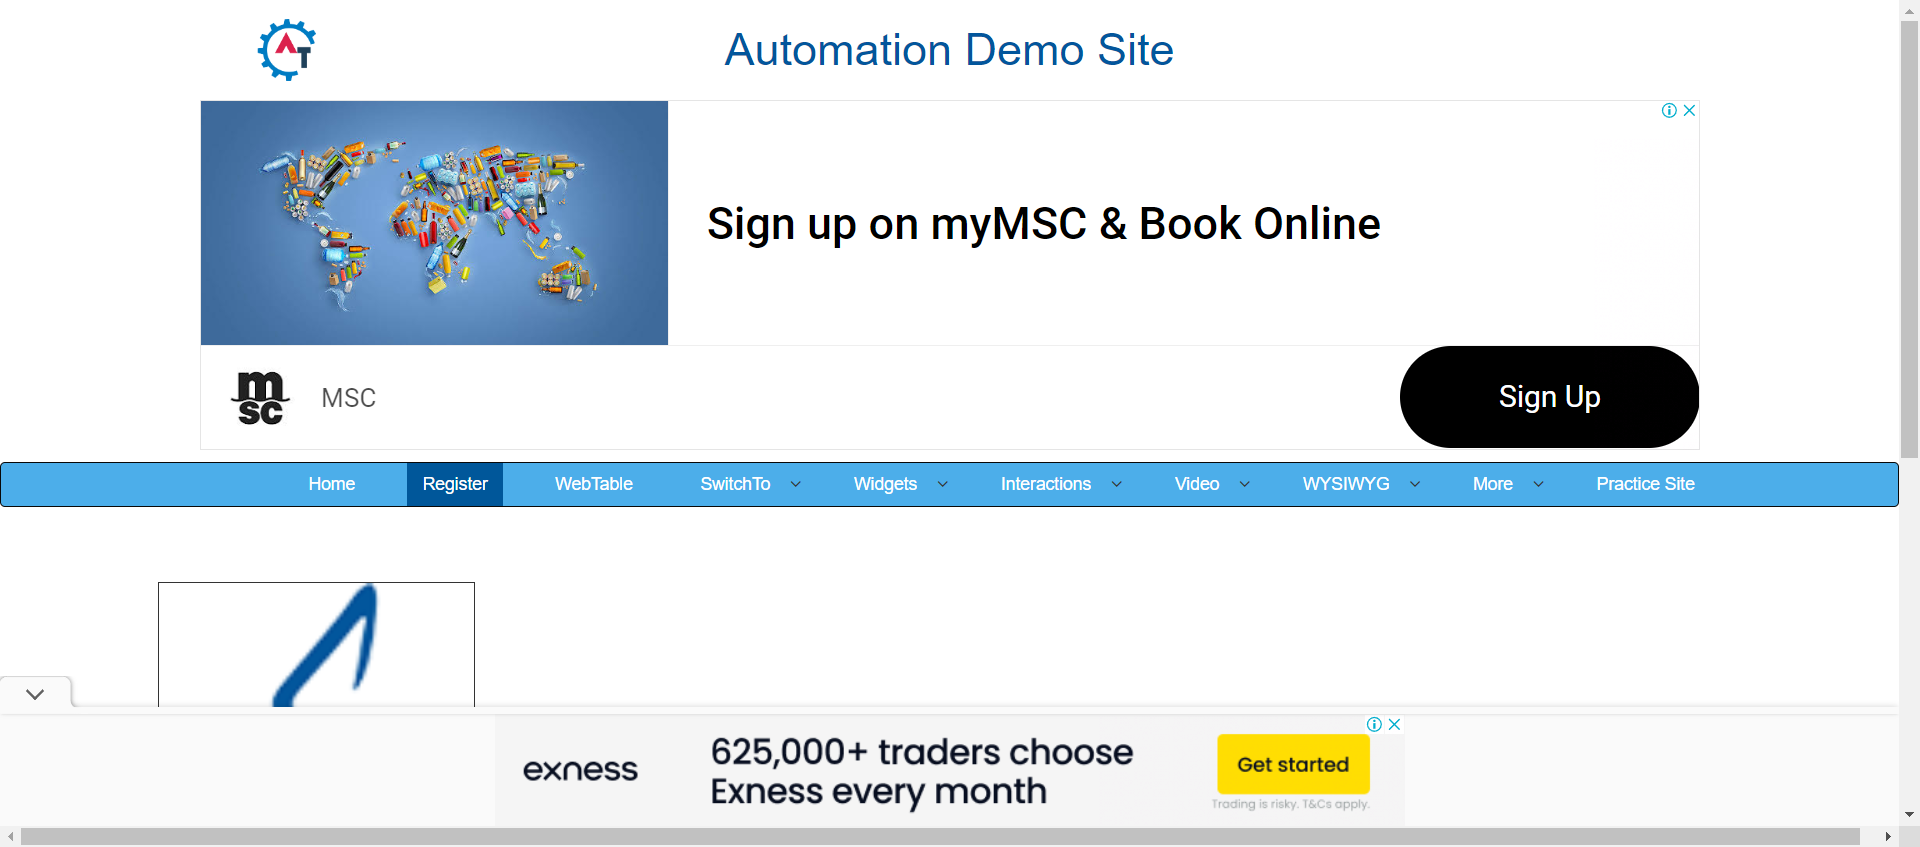 AT
Automation Demo Site
Sign up on myMSC & Book Online
msc
MSC
Sign Up
Home Register WebTable SwitchTo Widgets Interactions Video WYSIWYG More Practice Site
exness
625,000+ traders choose
Exness every month
Get started
Trading is risky. T&Cs apply.